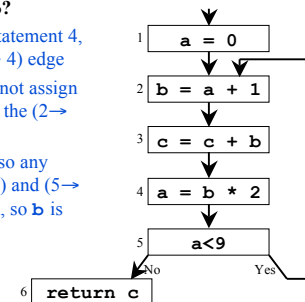 ?
tatement 4,
4) edge
not assign
the (2→
so any
) and (5→
, so b is
1 a = 0
2 b = a + 1
3 c = c + b
4 a = b * 2
5 a<9
No Yes
6 return c